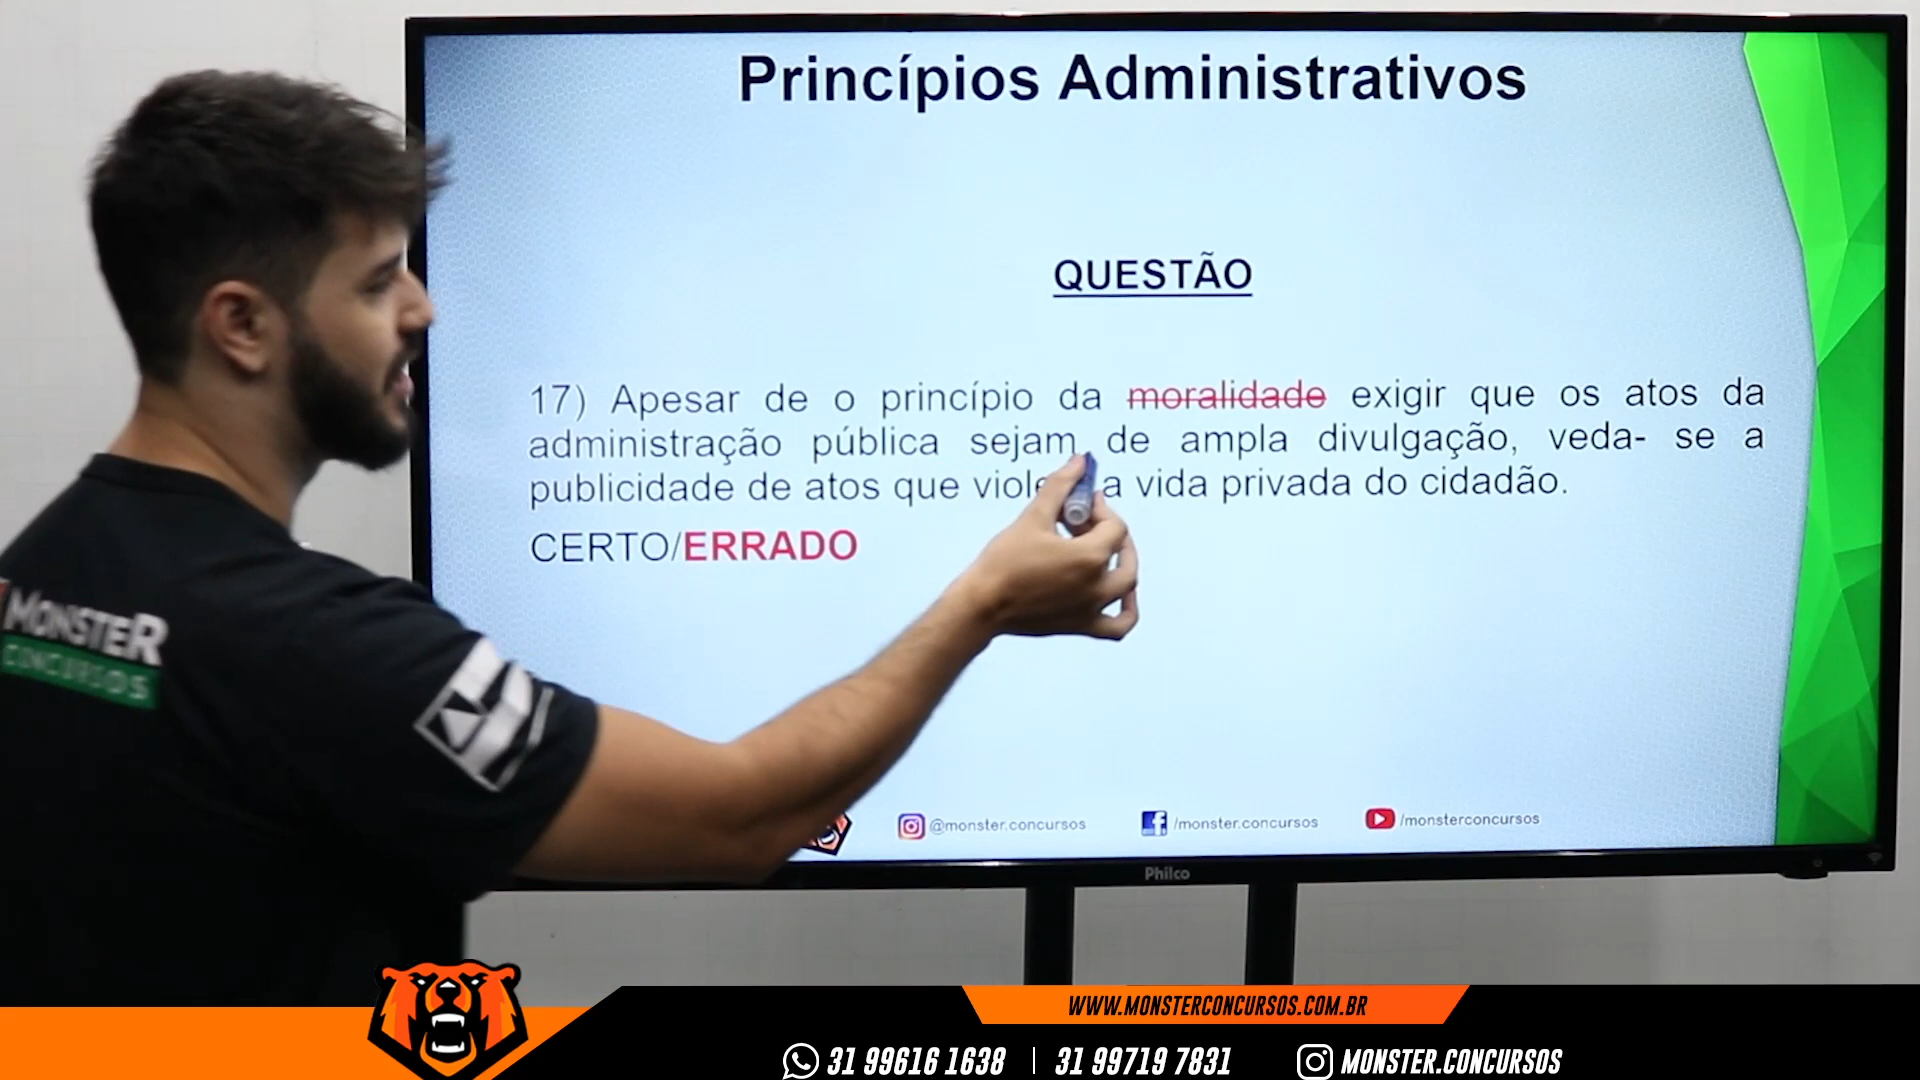 Princípios Administrativos
QUESTÃO
17) Apesar de o princípio da moralidade exigir que os atos da
administração pública sejam de ampla divulgação, veda- se a
publicidade de atos que viole a vida privada do cidadão.
CERTO/ERRADO
MONSTER
CONCURSOS
@monster.concursos
/monster.concursos
/monsterconcursos
Philco
WWW.MONSTERCONCURSOS.COM.BR
31 99616 1638 | 31 99719 7831 MONSTER.CONCURSOS